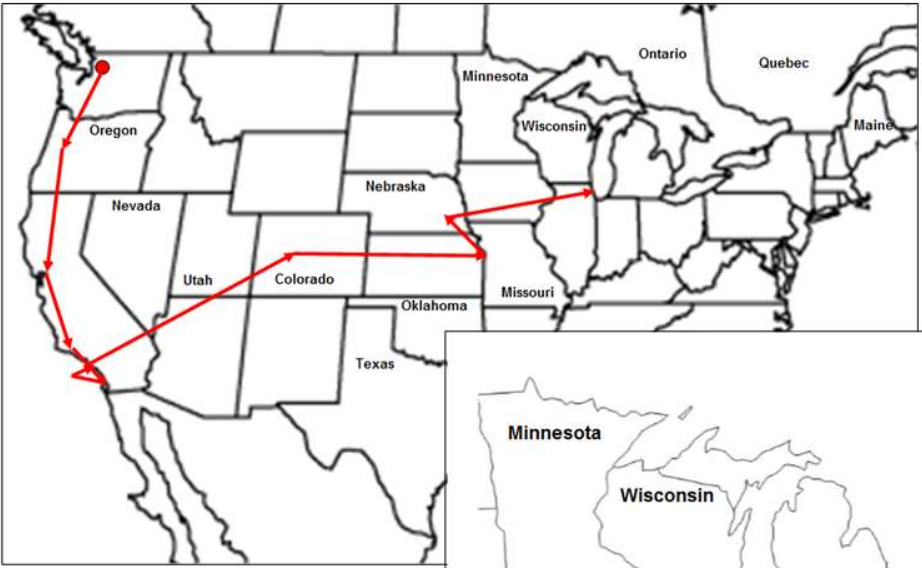 Ontario
Quebec
Minnesota
Wisconsin
Maine
Oregon
Nebraska
Nevada
Utah
Colorado
Missouri
Oklahoma
Texas
Minnesota
Wisconsin